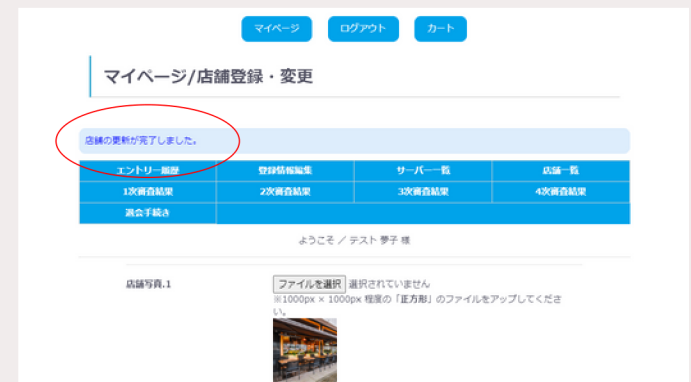 マイページ ログアウト カート
マイページ/店舗登録・変更
店舗の更新が完了しました。
エントリー履歴 登録情報編集 サーバー一覧 店舗一覧
1次審査結果 2次審査結果 3次審査結果 4次審査結果
退会手続き
ようこそ / テスト 夢子 様
店舗写真.1 ファイルを選択 選択されていません
※1000px × 1000px 程度の「正方形」のファイルをアップしてくださ
い。